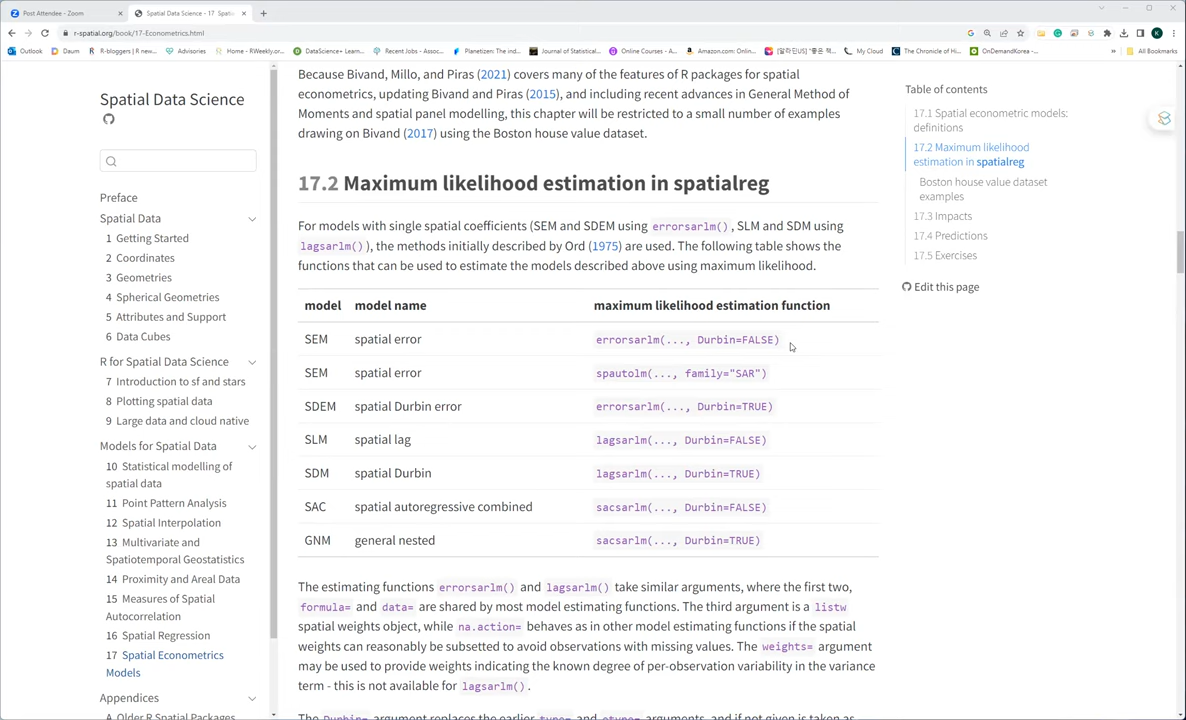 Post Attendee - Zoom
Spatial Data Science - 17 Spati
r-spatial.org/book/17-Econometrics.html
Outlook
Daum
R-bloggers | R new...
Advisories
Home - RWeekly.or...
DataScience+ Learn...
Recent Jobs - Assoc...
Planetizen: The ind...
Journal of Statistical...
Online Courses - A...
Amazon.com: Onlin...
My Cloud
The Chronicle of Hi...
OnDemandKorea -...
All Bookmarks
Spatial Data Science
Preface
Spatial Data
1 Getting Started
2 Coordinates
3 Geometries
4 Spherical Geometries
5 Attributes and Support
6 Data Cubes
R for Spatial Data Science
7 Introduction to sf and stars
8 Plotting spatial data
9 Large data and cloud native
Models for Spatial Data
10 Statistical modelling of
spatial data
11 Point Pattern Analysis
12 Spatial Interpolation
13 Multivariate and
Spatiotemporal Geostatistics
14 Proximity and Areal Data
15 Measures of Spatial
Autocorrelation
16 Spatial Regression
17 Spatial Econometrics
Models
Appendices
A Older R Spatial Packages
Because Bivand, Millo, and Piras (2021) covers many of the features of R packages for spatial
econometrics, updating Bivand and Piras (2015), and including recent advances in General Method of
Moments and spatial panel modelling, this chapter will be restricted to a small number of examples
drawing on Bivand (2017) using the Boston house value dataset.
17.2 Maximum likelihood estimation in spatialreg
For models with single spatial coefficients (SEM and SDEM using errorsarlm(), SLM and SDM using
lagsarlm()), the methods initially described by Ord (1975) are used. The following table shows the
functions that can be used to estimate the models described above using maximum likelihood.
model model name maximum likelihood estimation function
SEM spatial error errorsarlm(..., Durbin=FALSE)
SEM spatial error spautolm(..., family="SAR")
SDEM spatial Durbin error errorsarlm(..., Durbin=TRUE)
SLM spatial lag lagsarlm(..., Durbin=FALSE)
SDM spatial Durbin lagsarlm(..., Durbin=TRUE)
SAC spatial autoregressive combined sacsarlm(..., Durbin=FALSE)
GNM general nested sacsarlm(..., Durbin=TRUE)
The estimating functions errorsarlm() and lagsarlm() take similar arguments, where the first two,
formula= and data= are shared by most model estimating functions. The third argument is a listw
spatial weights object, while na.action= behaves as in other model estimating functions if the spatial
weights can reasonably be subsetted to avoid observations with missing values. The weights= argument
may be used to provide weights indicating the known degree of per-observation variability in the variance
term - this is not available for lagsarlm().
The Durbin= argument replaces the earlier type= and etype= arguments, and if not given is taken as
Table of contents
17.1 Spatial econometric models:
definitions
17.2 Maximum likelihood
estimation in spatialreg
Boston house value dataset
examples
17.3 Impacts
17.4 Predictions
17.5 Exercises
Edit this page